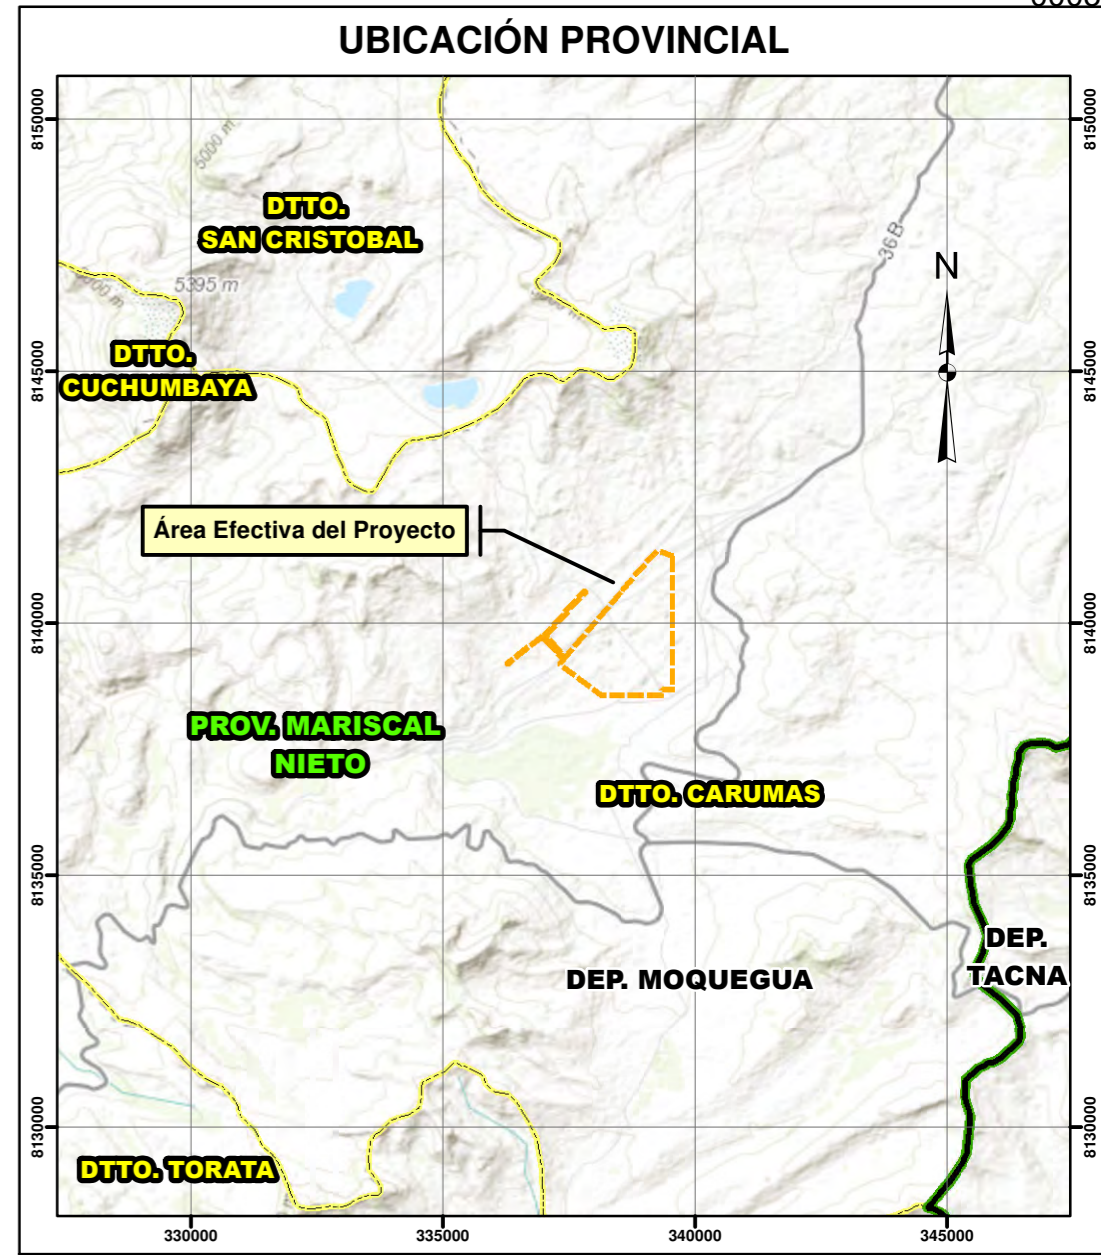 UBICACIÓN PROVINCIAL
8150000
8150000
5000 m
DTTO.
SAN CRISTOBAL
36B
N
5395 m
DTTO.
CUCHUMBAYA
8145000
8145000
Área Efectiva del Proyecto
8140000
8140000
PROV. MARISCAL
NIETO
DTTO. CARUMAS
8135000
8135000
DEP.
TACNA
DEP. MOQUEGUA
8130000
8130000
DTTO. TORATA
330000
335000
340000
345000